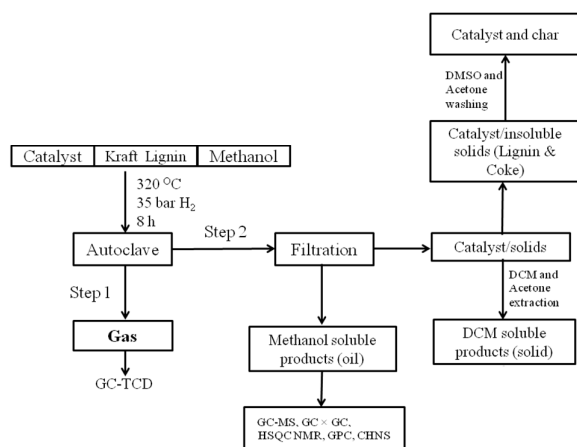 Catalyst and char
DMSO and
Acetone
washing
Catalyst/insoluble
solids (Lignin &
Coke)
Catalyst Kraft Lignin Methanol
320 ᴼC
35 bar H₂
8 h
Autoclave
Step 2
Filtration
Catalyst/solids
Step 1
DCM and
Acetone
extraction
Gas
Methanol soluble
products (oil)
DCM soluble
products (solid)
GC-TCD
GC-MS, GC × GC,
HSQC NMR, GPC, CHNS